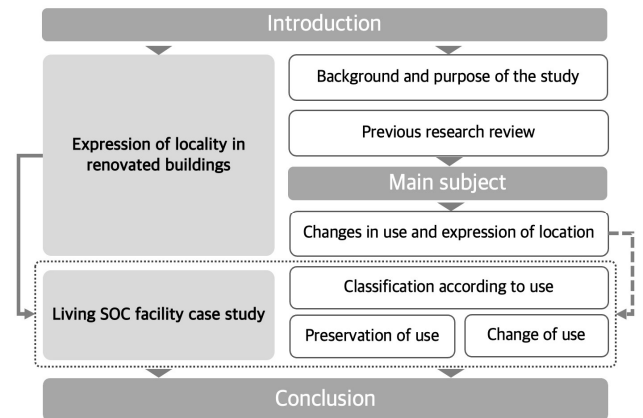 Introduction
Background and purpose of the study
Expression of locality in
renovated buildings
Previous research review
Main subject
Changes in use and expression of location
Living SOC facility case study
Classification according to use
Preservation of use
Change of use
Conclusion